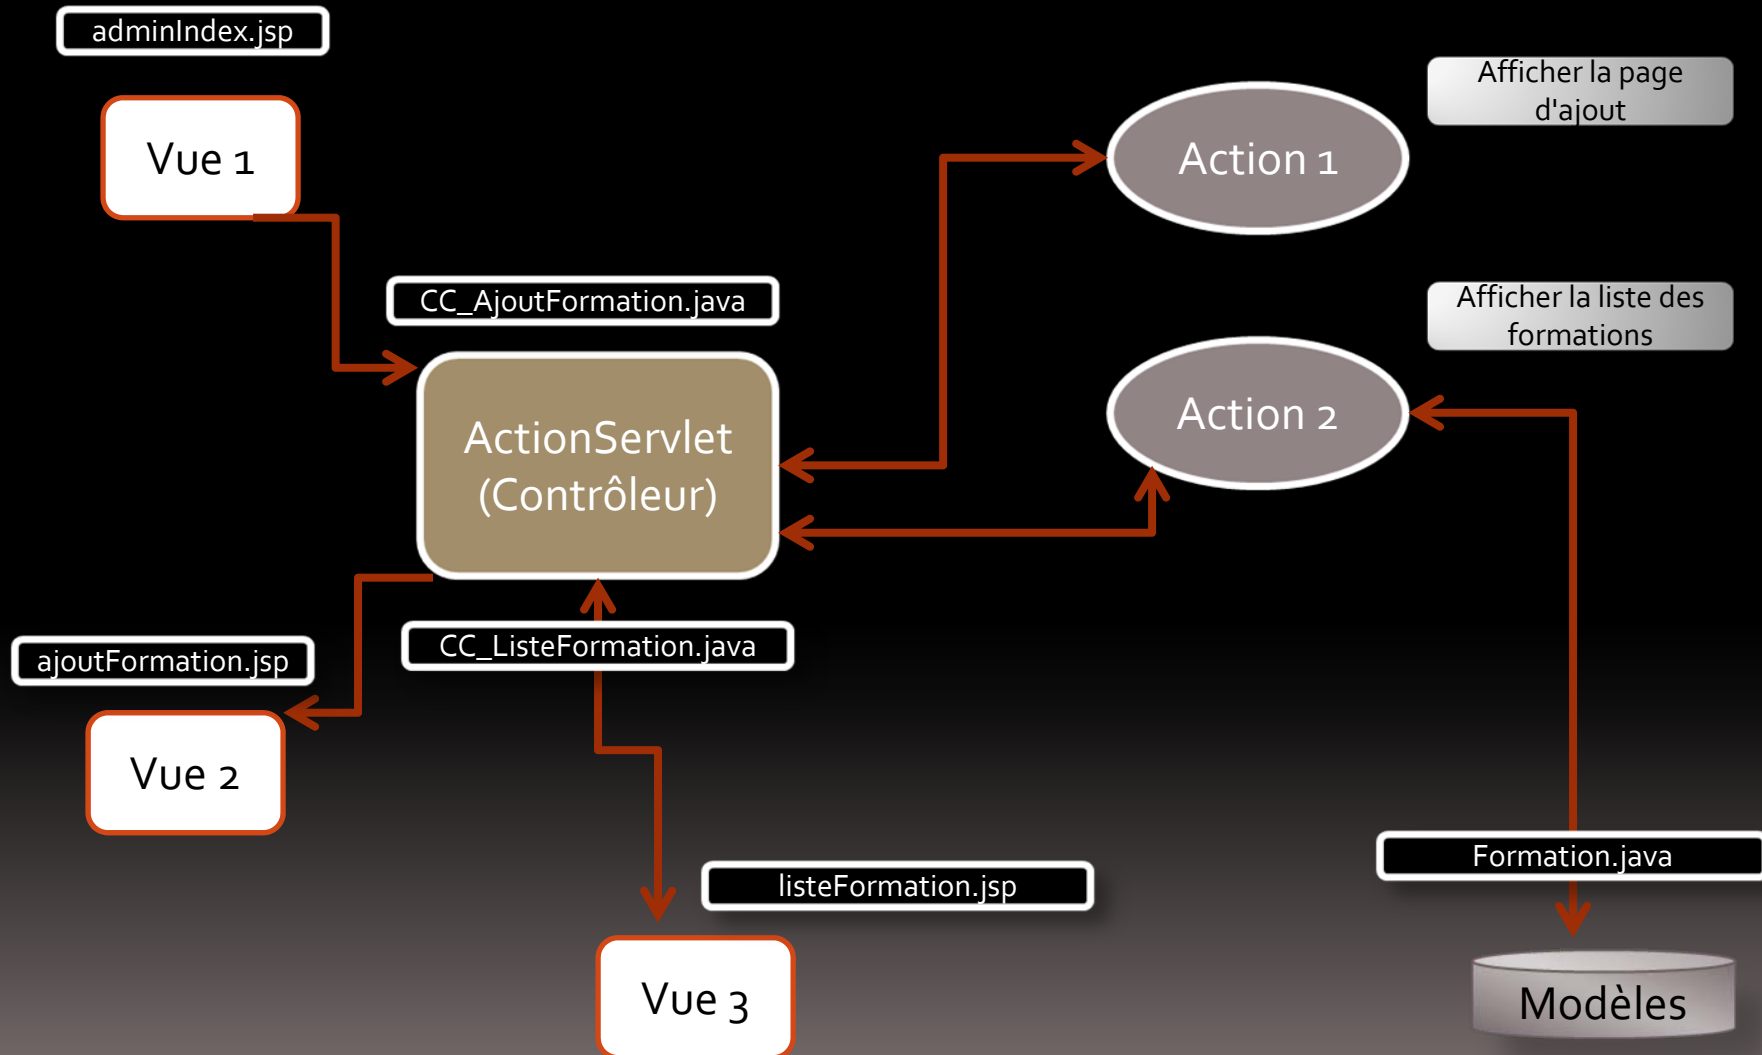 adminIndex.jsp
Vue 1
Afficher la page
d'ajout
Action 1
CC_AjoutFormation.java
Afficher la liste des
formations
ActionServlet
(Contrôleur)
Action 2
CC_ListeFormation.java
ajoutFormation.jsp
Vue 2
listeFormation.jsp
Formation.java
Vue 3
Modèles